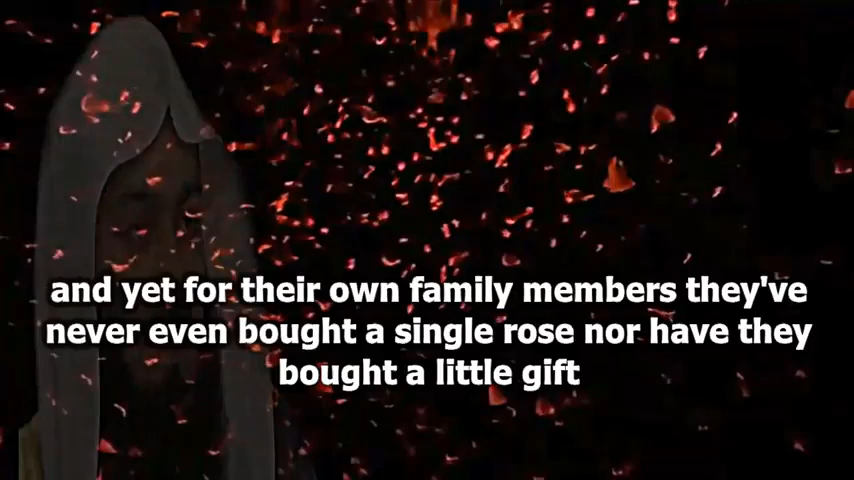 and yet for their own family members they've
never even bought a single rose nor have they
bought a little gift